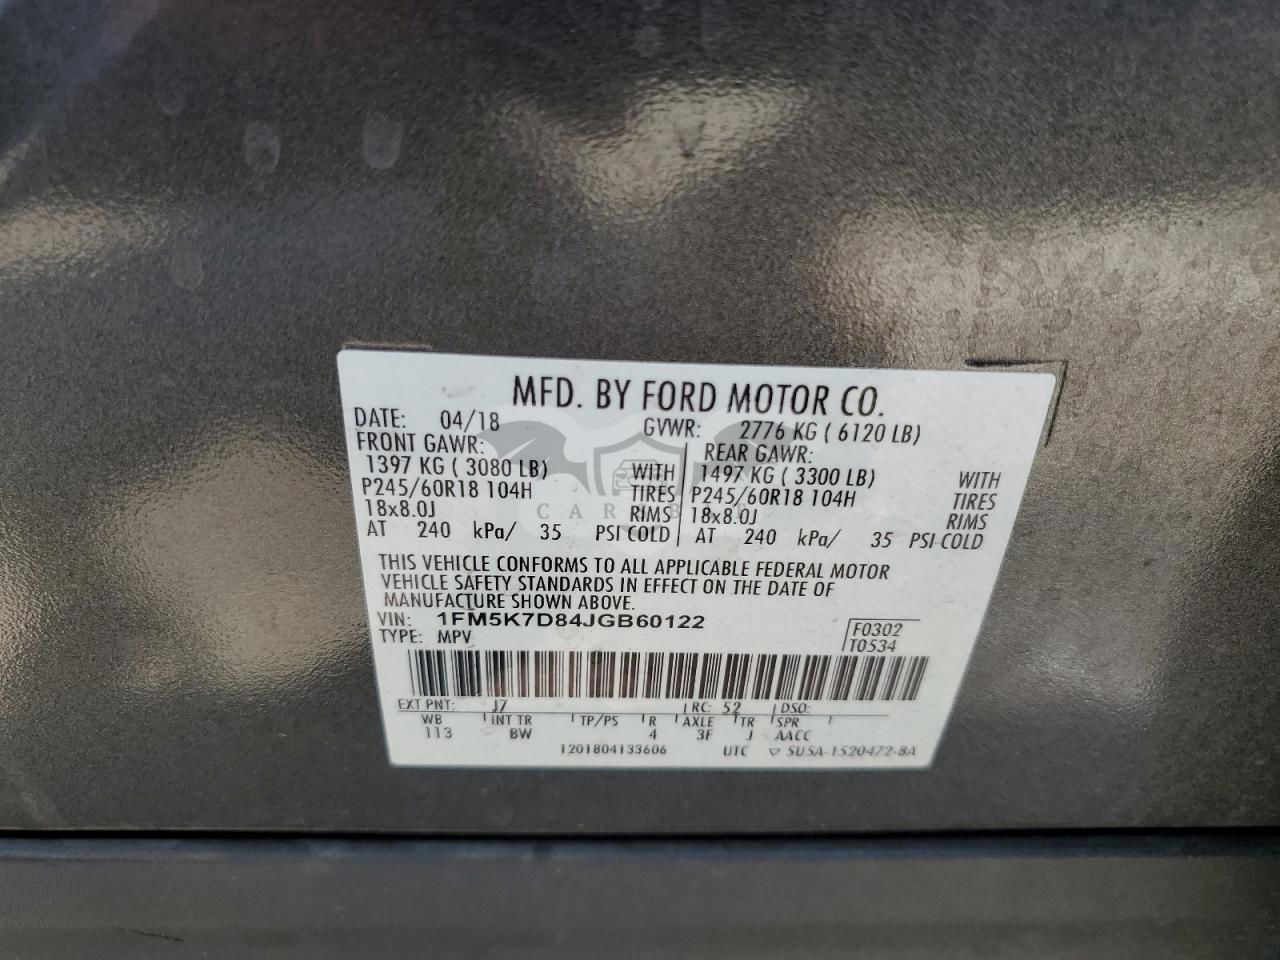 MFD. BY FORD MOTOR CO.
DATE: 04/18 GVWR: 2776 KG ( 6120 LB)
FRONT GAWR: REAR GAWR:
1397 KG ( 3080 LB) WITH 1497 KG ( 3300 LB) WITH
P245/60R18 104H TIRES P245/60R18 104H TIRES
18x8.0J RIMS 18x8.0J RIMS
AT 240 kPa/ 35 PSI COLD AT 240 kPa/ 35 PSI COLD
THIS VEHICLE CONFORMS TO ALL APPLICABLE FEDERAL MOTOR
VEHICLE SAFETY STANDARDS IN EFFECT ON THE DATE OF
MANUFACTURE SHOWN ABOVE.
VIN: 1FM5K7D84JGB60122 F0302
TYPE: MPV T0534
EXT PNT: J7 RC: 52 DSO:
WB INT TR TP/PS R AXLE TR SPR
113 BW 4 3F J AACC
1201804133606 UTC ▽ 5U5A-1520472-BA